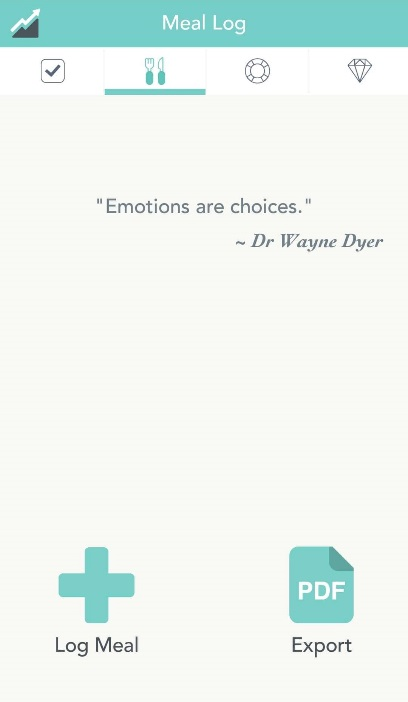 Meal Log
"Emotions are choices."
~ Dr Wayne Dyer
PDF
Log Meal
Export